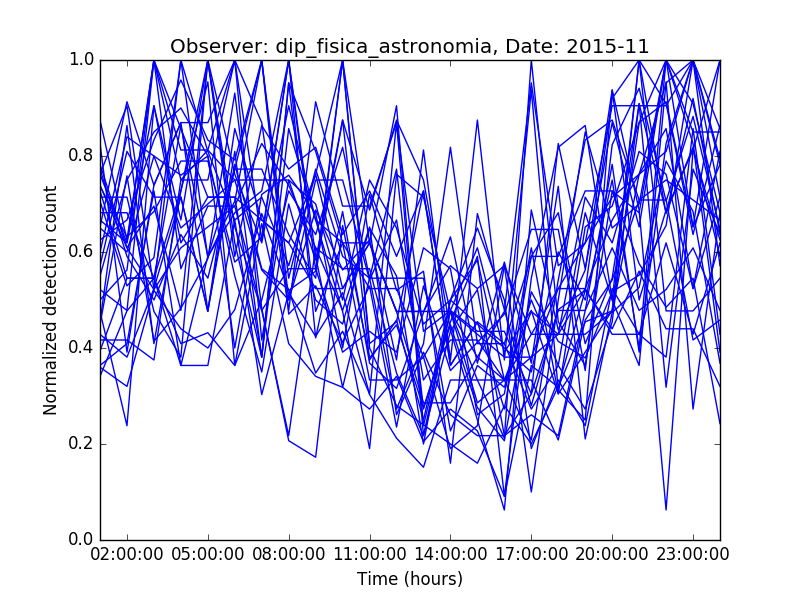 Observer: dip_fisica_astronomia, Date: 2015-11
1.0
0.8
0.6
0.4
0.2
0.0
Normalized detection count
02:00:00 05:00:00 08:00:00 11:00:00 14:00:00 17:00:00 20:00:00 23:00:00
Time (hours)